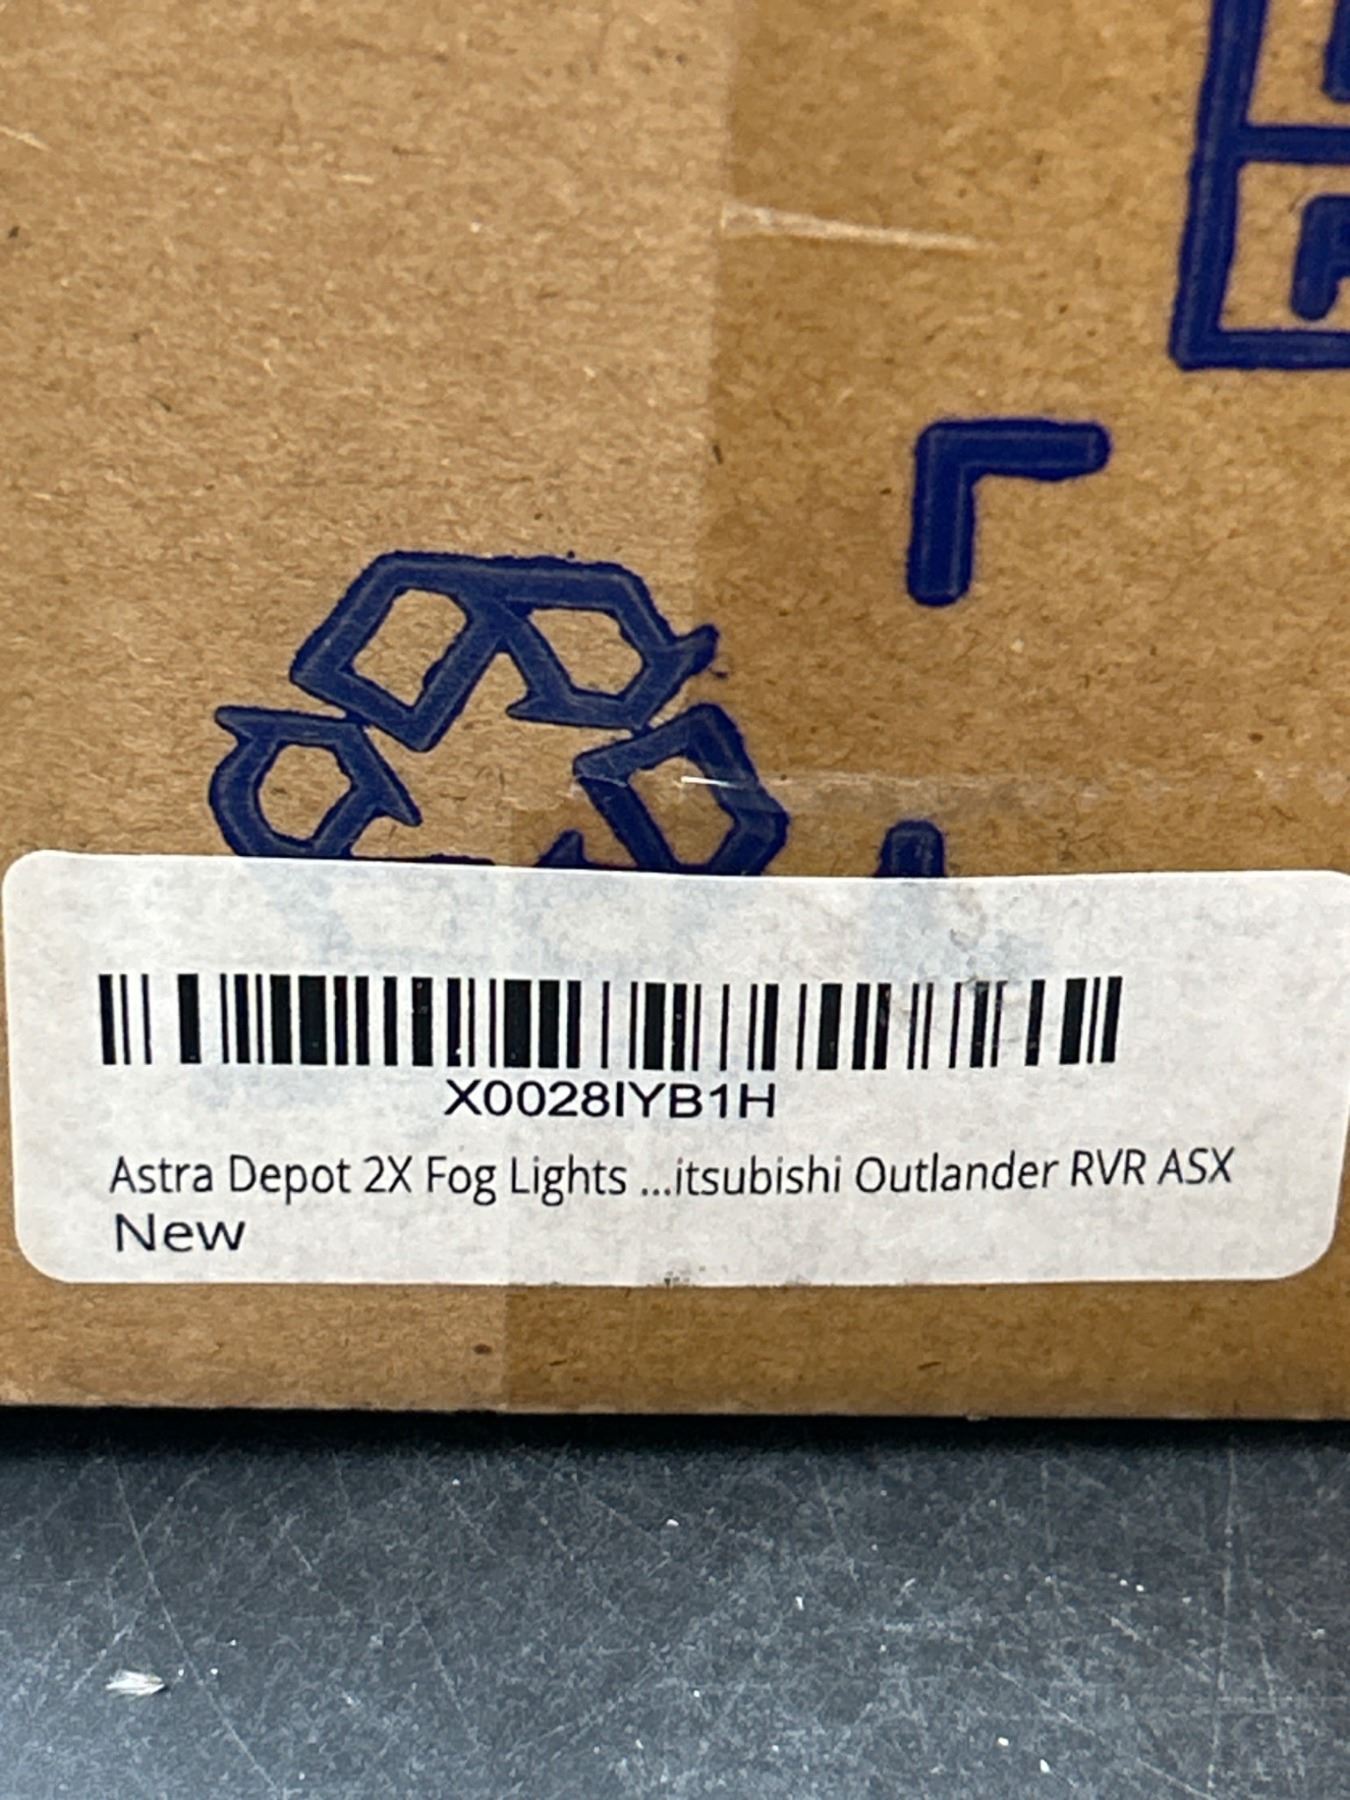 X0028IYB1H
Astra Depot 2X Fog Lights ...itsubishi Outlander RVR ASX
New